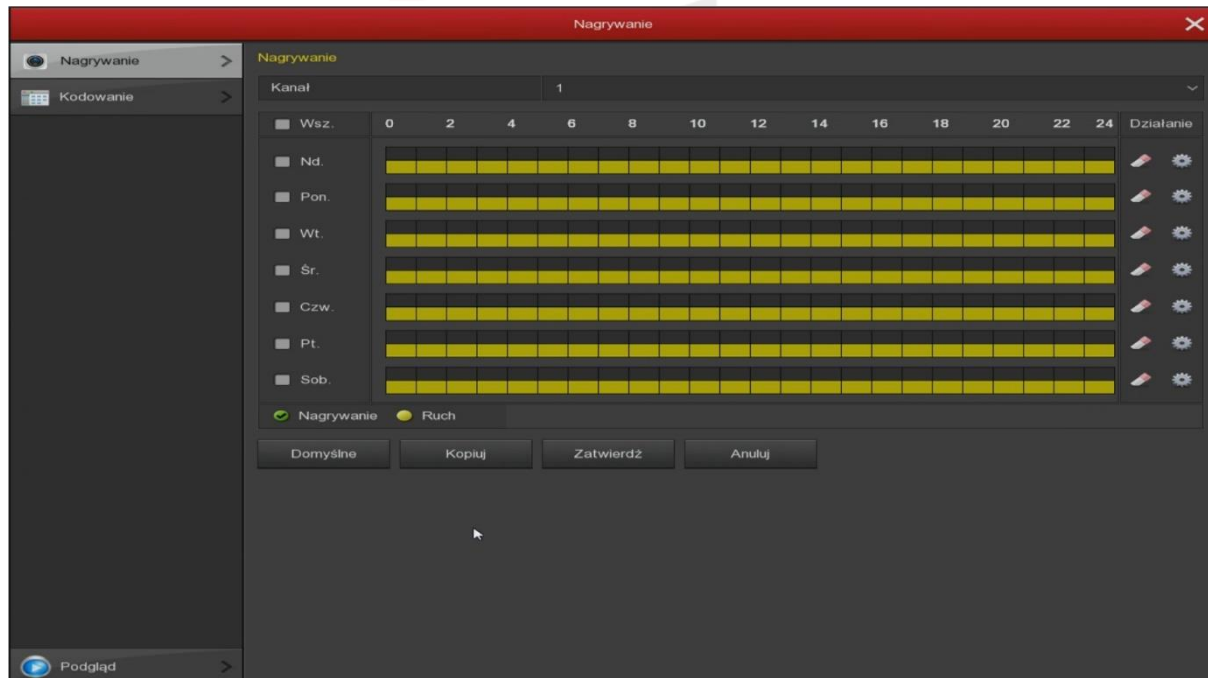 Nagrywanie
Nagrywanie
Kodowanie
Nagrywanie
Kanał 1
Wsz. 0 2 4 6 8 10 12 14 16 18 20 22 24 Działanie
Nd.
Pon.
Wt.
Śr.
Czw.
Pt.
Sob.
Nagrywanie Ruch
Domyślne Kopiuj Zatwierdź Anuluj
Podgląd